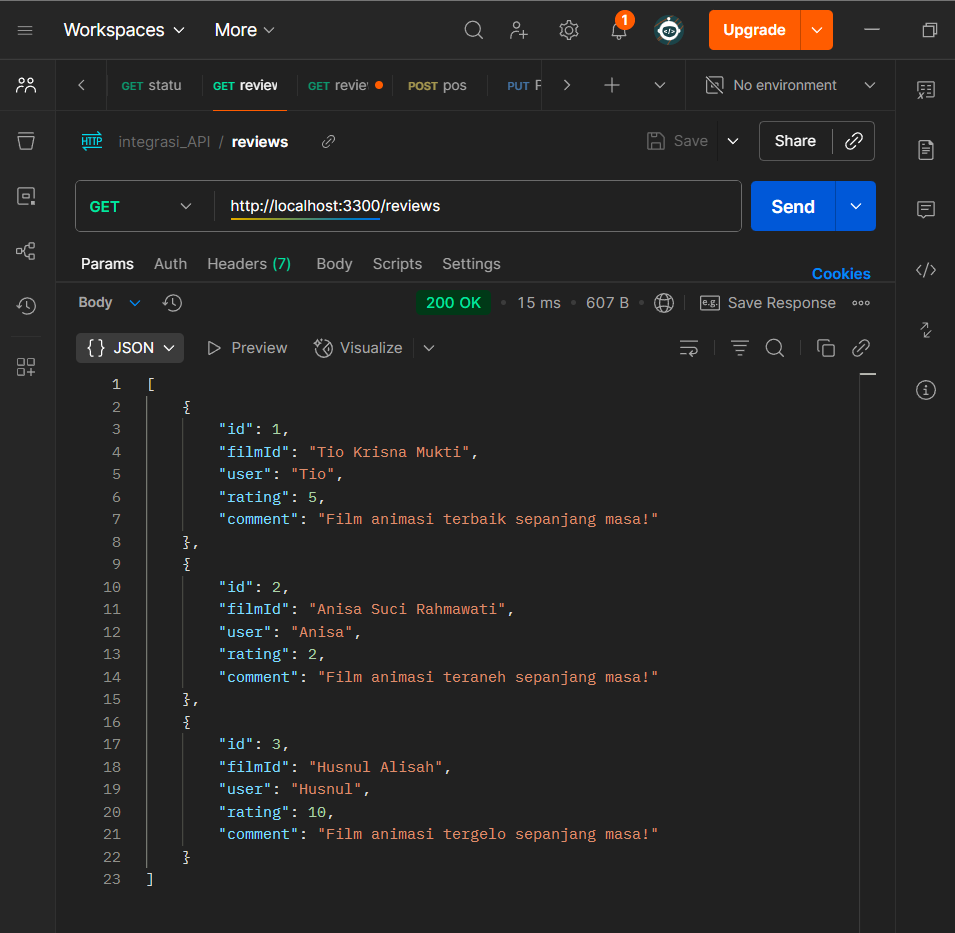 Workspaces More 1 Upgrade
GET statu GET review GET revie POST pos PUT F No environment
HTTP integrasi_API / reviews Save Share
GET http://localhost:3300/reviews Send
Params Auth Headers (7) Body Scripts Settings Cookies
Body 200 OK • 15 ms • 607 B • e.g. Save Response
{} JSON Preview Visualize
1 [
2 {
3 "id": 1,
4 "filmId": "Tio Krisna Mukti",
5 "user": "Tio",
6 "rating": 5,
7 "comment": "Film animasi terbaik sepanjang masa!"
8 },
9 {
10 "id": 2,
11 "filmId": "Anisa Suci Rahmawati",
12 "user": "Anisa",
13 "rating": 2,
14 "comment": "Film animasi teraneh sepanjang masa!"
15 },
16 {
17 "id": 3,
18 "filmId": "Husnul Alisah",
19 "user": "Husnul",
20 "rating": 10,
21 "comment": "Film animasi tergelo sepanjang masa!"
22 }
23 ]